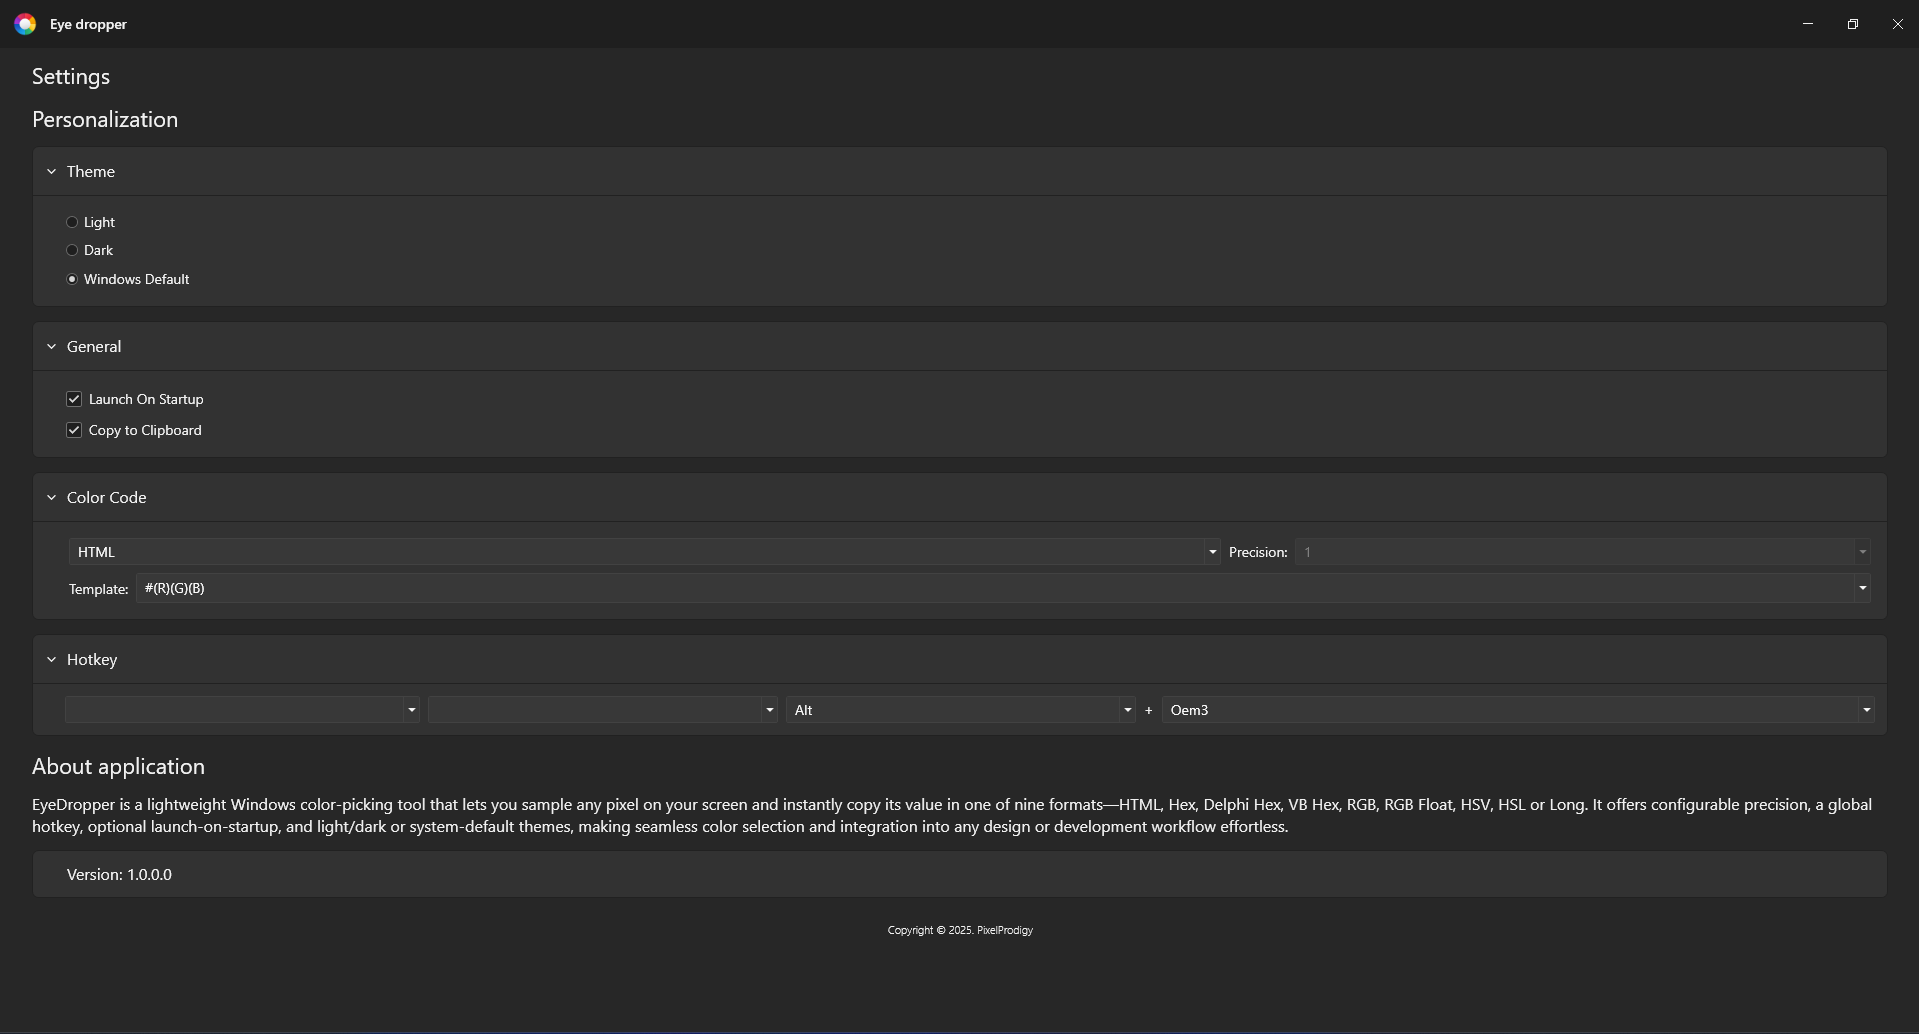 Eye dropper
Settings
Personalization
Theme
Light
Dark
Windows Default
General
Launch On Startup
Copy to Clipboard
Color Code
HTML
Precision: 1
Template: #(R)(G)(B)
Hotkey
Alt + Oem3
About application
EyeDropper is a lightweight Windows color-picking tool that lets you sample any pixel on your screen and instantly copy its value in one of nine formats—HTML, Hex, Delphi Hex, VB Hex, RGB, RGB Float, HSV, HSL or Long. It offers configurable precision, a global
hotkey, optional launch-on-startup, and light/dark or system-default themes, making seamless color selection and integration into any design or development workflow effortless.
Version: 1.0.0.0
Copyright © 2025. PixelProdigy